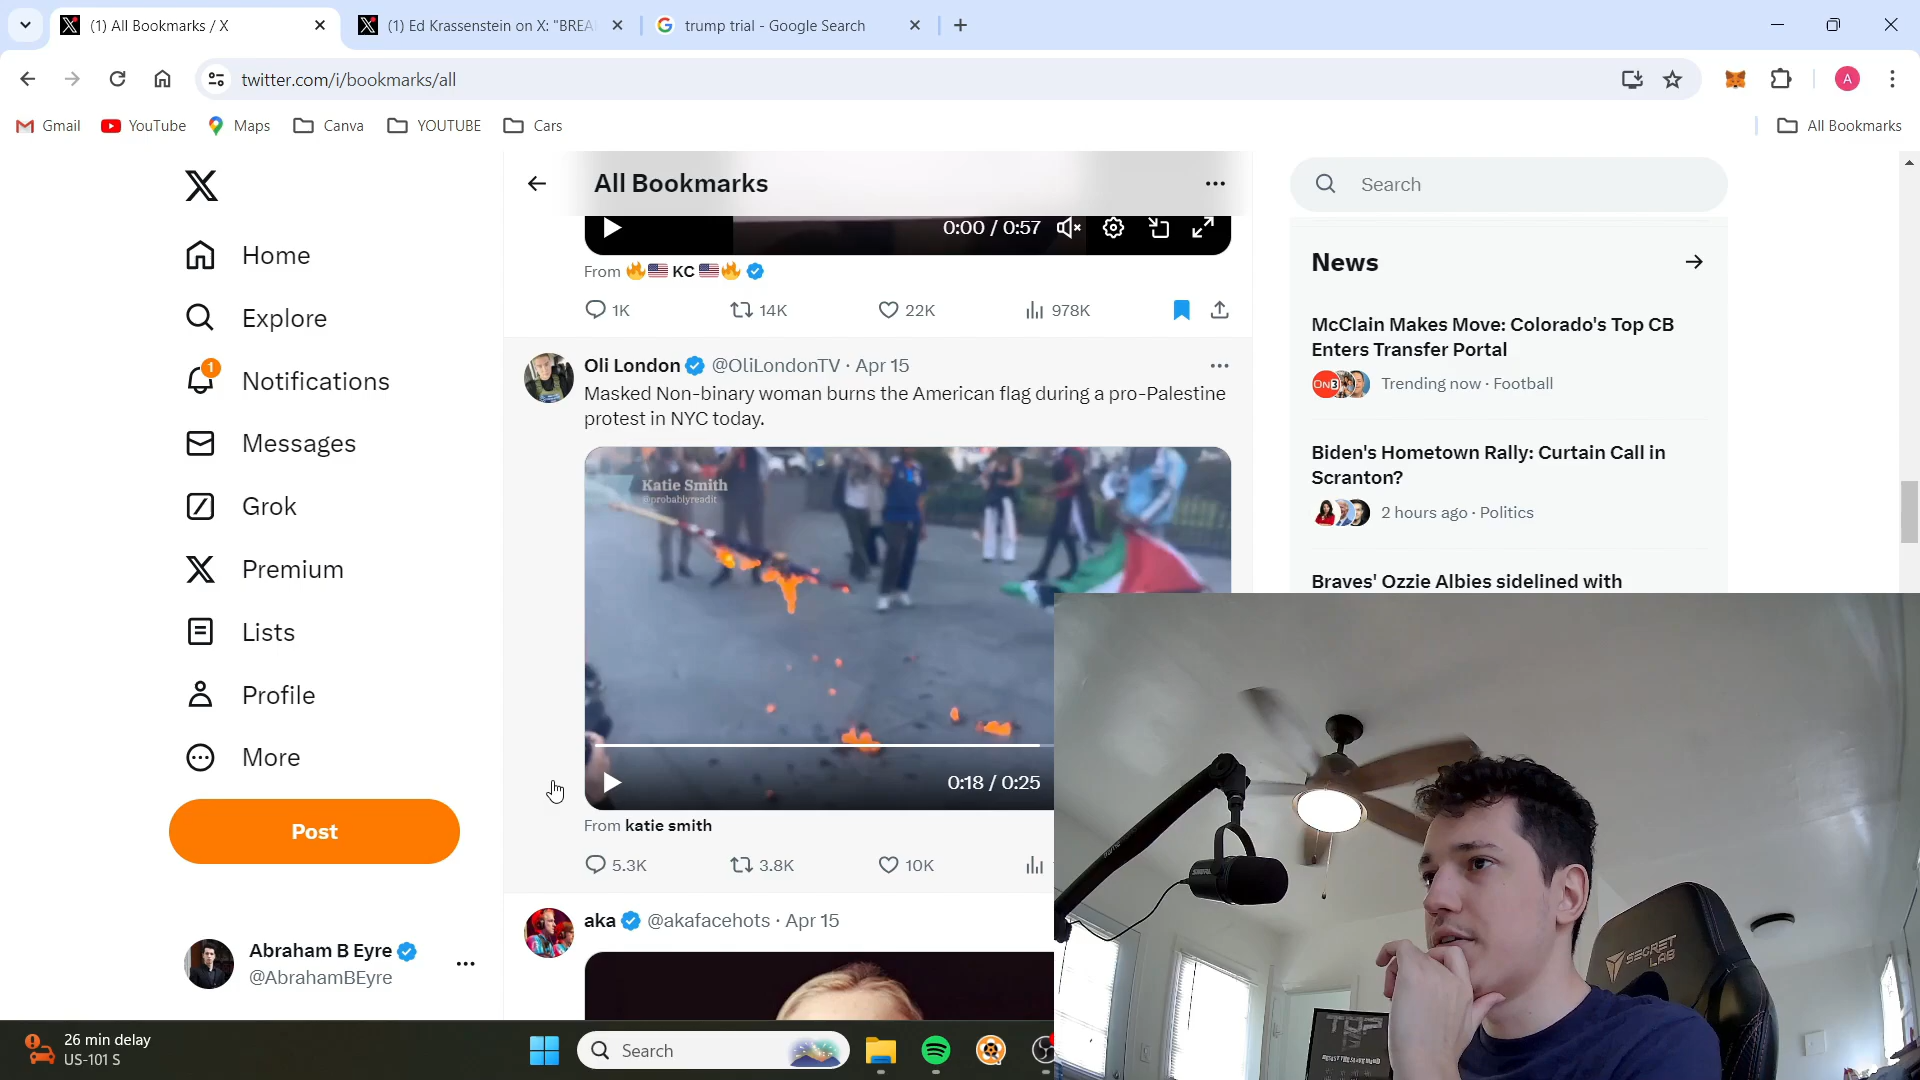 (1) All Bookmarks / X
(1) Ed Krassenstein on X: "BREA
trump trial - Google Search
twitter.com/i/bookmarks/all
A
Gmail
YouTube
Maps
Canva
YOUTUBE
Cars
All Bookmarks
Home
Explore
1
Notifications
Messages
Grok
Premium
Lists
Profile
More
Post
Abraham B Eyre
@AbrahamBEyre
All Bookmarks
0:00 / 0:57
From 🔥🇺🇸 KC 🇺🇸🔥
1K
14K
22K
978K
Oli London @OliLondonTV · Apr 15
Masked Non-binary woman burns the American flag during a pro-Palestine
protest in NYC today.
Katie Smith
@probablyreadit
0:18 / 0:25
From katie smith
5.3K
3.8K
10K
aka @akafacehots · Apr 15
Search
News
McClain Makes Move: Colorado's Top CB
Enters Transfer Portal
ON3
Trending now · Football
Biden's Hometown Rally: Curtain Call in
Scranton?
2 hours ago · Politics
Braves' Ozzie Albies sidelined with
SECRET
LAB
26 min delay
US-101 S
Search